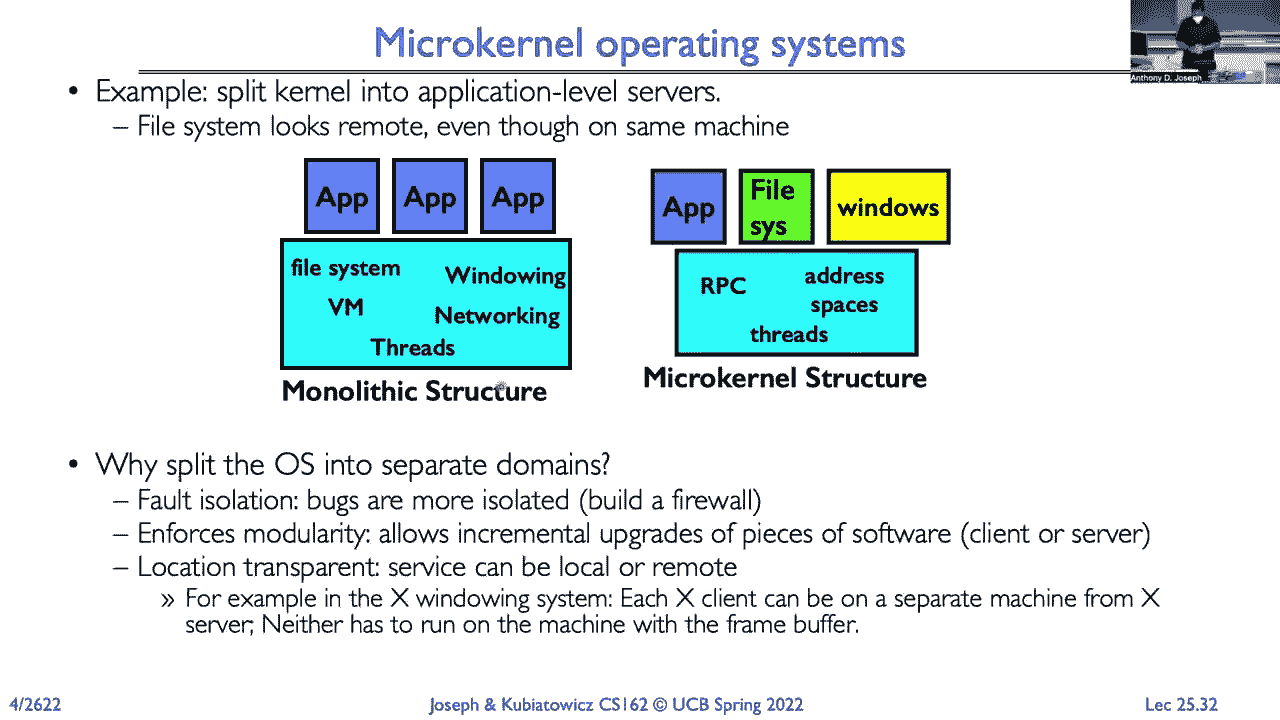 Microkernel operating systems
Anthony D. Joseph
• Example: split kernel into application-level servers.
– File system looks remote, even though on same machine
App App App
file system Windowing
VM Networking
Threads
Monolithic Structure
App File sys windows
RPC address spaces
threads
Microkernel Structure
• Why split the OS into separate domains?
– Fault isolation: bugs are more isolated (build a firewall)
– Enforces modularity: allows incremental upgrades of pieces of software (client or server)
– Location transparent: service can be local or remote
» For example in the X windowing system: Each X client can be on a separate machine from X
server; Neither has to run on the machine with the frame buffer.
4/2622 Joseph & Kubiatowicz CS162 © UCB Spring 2022 Lec 25.32